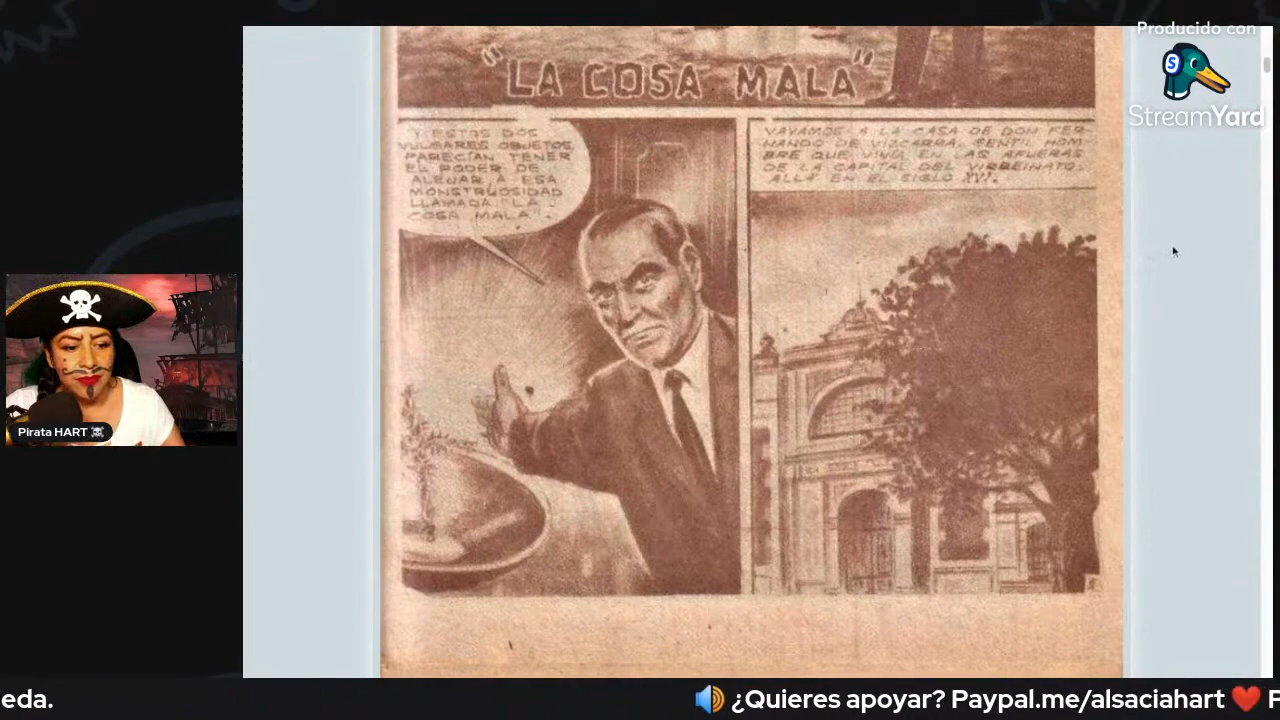 Producido con
StreamYard
"LA COSA MALA"
Y ESTOS DOS
VULGARES OBJETOS
PARECÍAN TENER
EL PODER DE
ALEJAR A ESA
MONSTRUOSIDAD
LLAMADA "LA
COSA MALA".
VAYAMOS A LA CASA DE DON FER-
NANDO DE VIZCARRA, GENTIL HOM-
BRE QUE VIVIÓ EN LAS AFUERAS
DE LA CAPITAL DEL VIRREINATO,
ALLÁ EN EL SIGLO XVI.
Pirata HART
eda.
¿Quieres apoyar? Paypal.me/alsaciahart
P